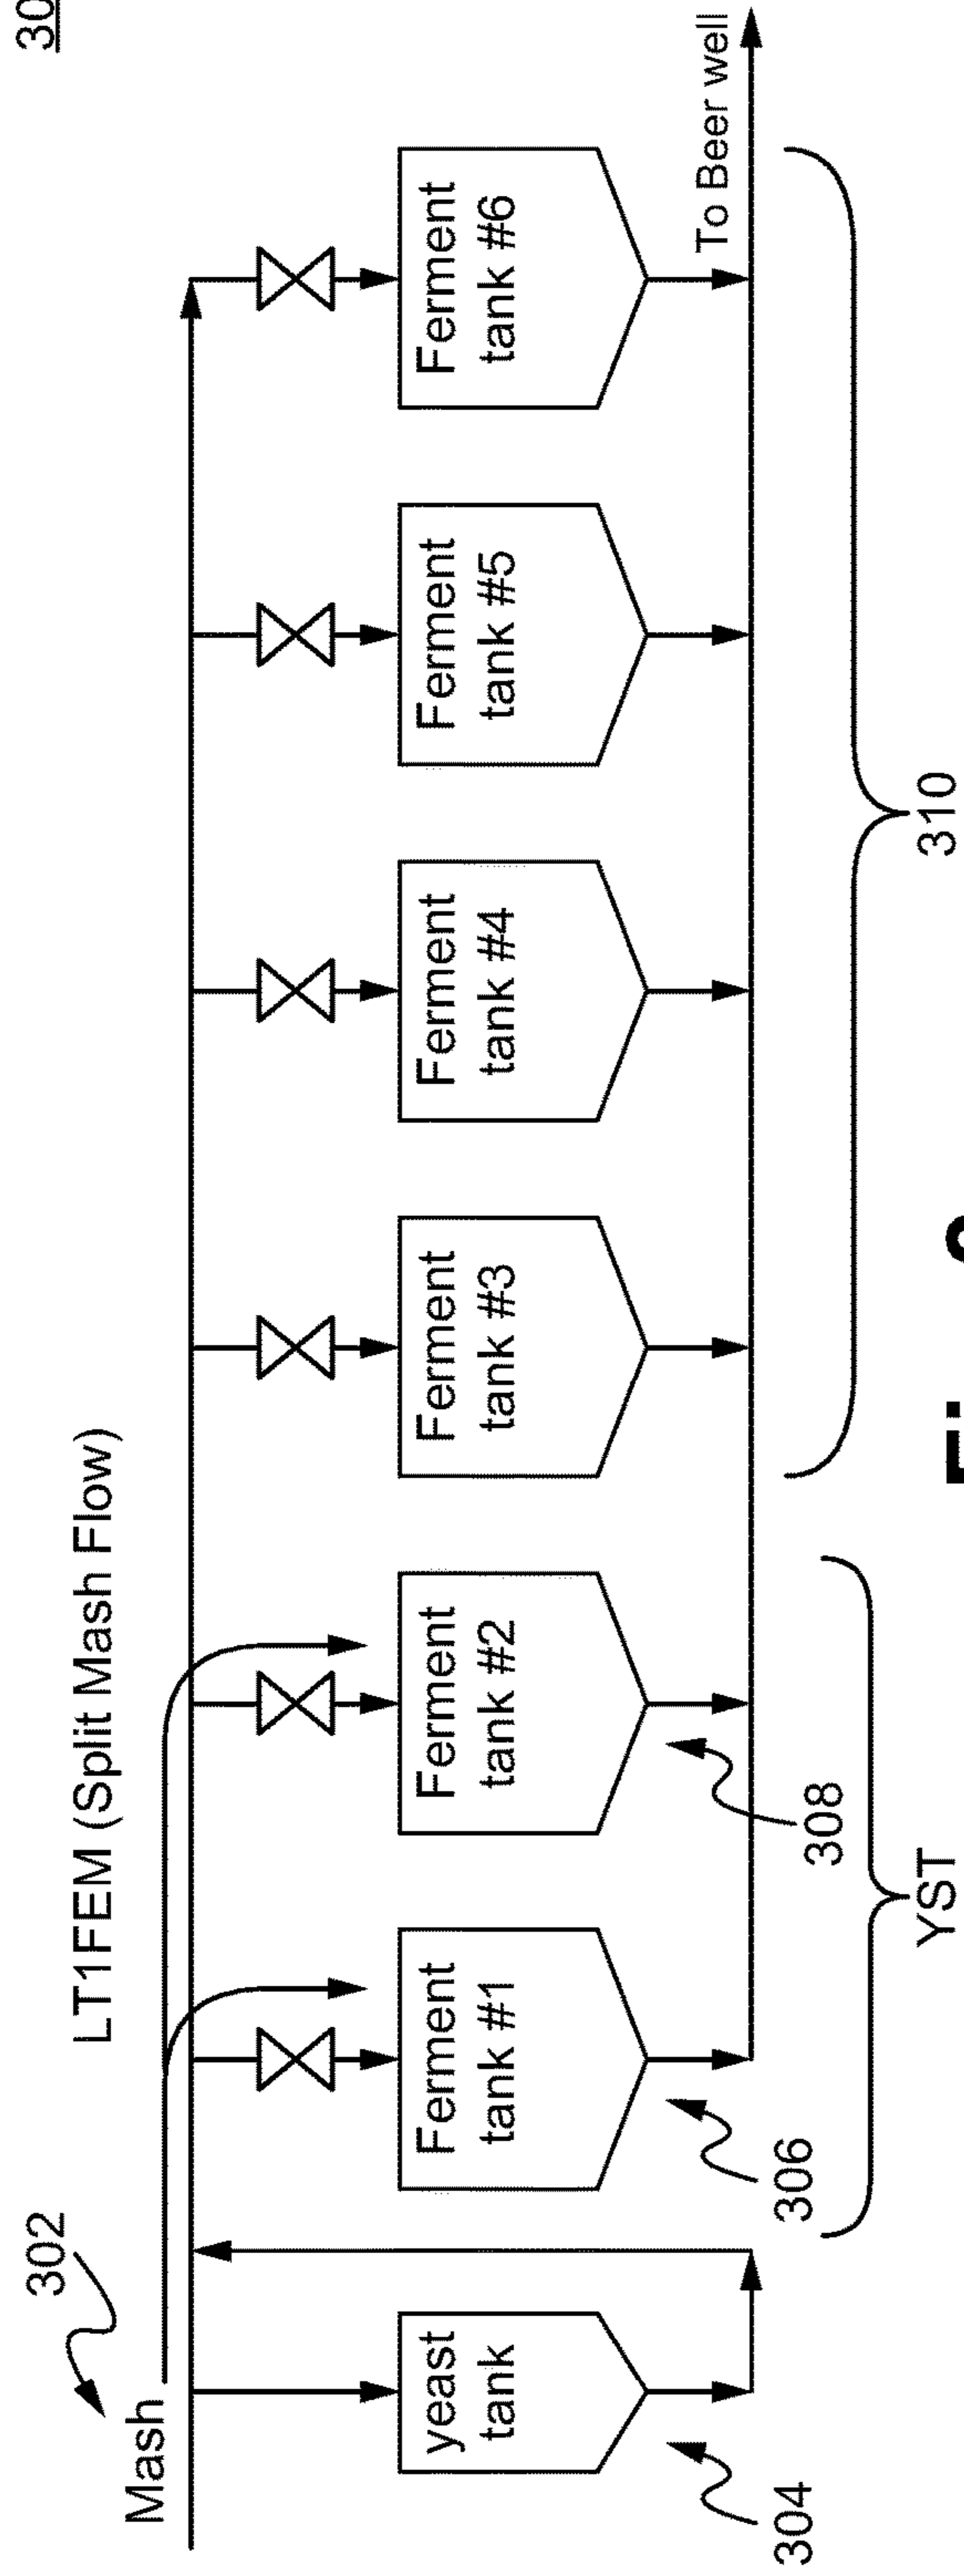 30
LT1FEM (Split Mash Flow)
302
Mash
yeast
tank
Ferment
tank #1
Ferment
tank #2
Ferment
tank #3
Ferment
tank #4
Ferment
tank #5
Ferment
tank #6
To Beer well
304
306
308
YST
310